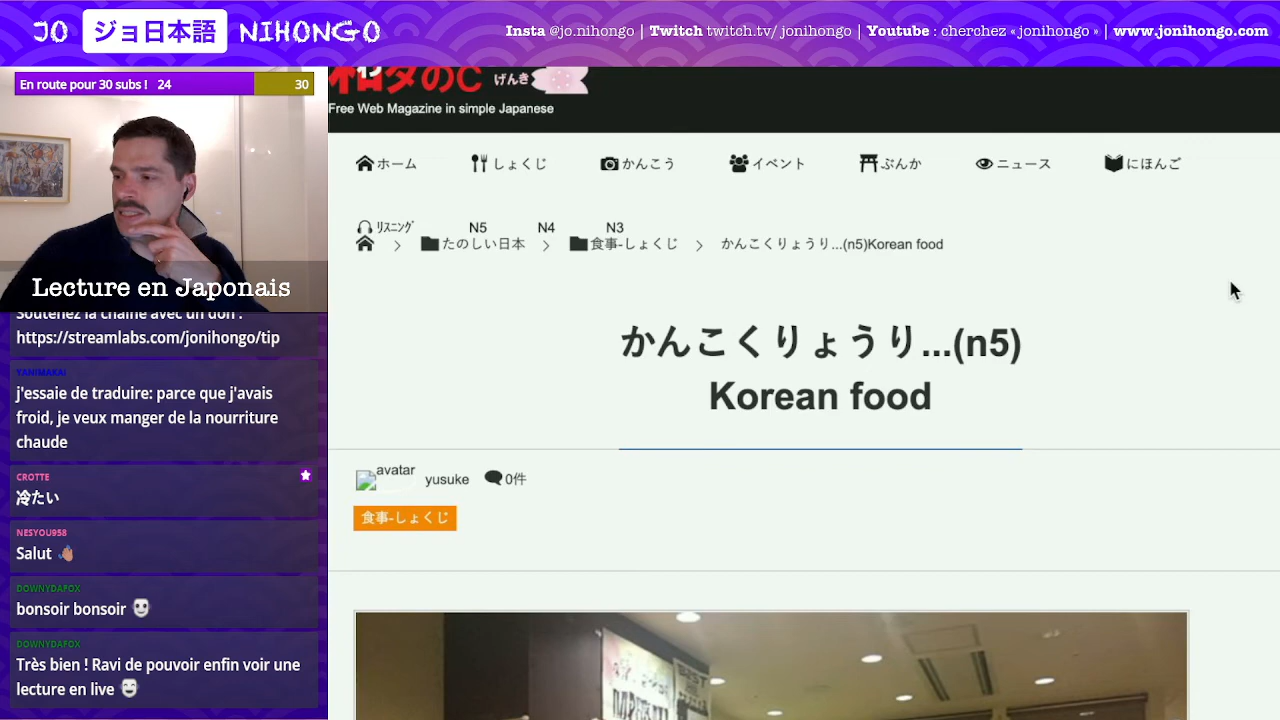 JO ジョ日本語 NIHONGO
Insta @jo.nihongo | Twitch twitch.tv/ jonihongo | Youtube : cherchez « jonihongo » | www.jonihongo.com
En route pour 30 subs ! 24 30
Lecture en Japonais
Soutenez la chaîne avec un don :
https://streamlabs.com/jonihongo/tip
YANIMAKAI
j'essaie de traduire: parce que j'avais
froid, je veux manger de la nourriture
chaude
CROTTE
冷たい
NESYOU958
Salut
DOWNYDAFOX
bonsoir bonsoir
DOWNYDAFOX
Très bien ! Ravi de pouvoir enfin voir une
lecture en live
和タのC げんき
Free Web Magazine in simple Japanese
ホーム しょくじ かんこう イベント ぶんか ニュース にほんご
リスニング N5 N4 N3
たのしい日本 食事-しょくじ かんこくりょうり...(n5)Korean food
かんこくりょうり...(n5)
Korean food
avatar yusuke 0件
食事-しょくじ